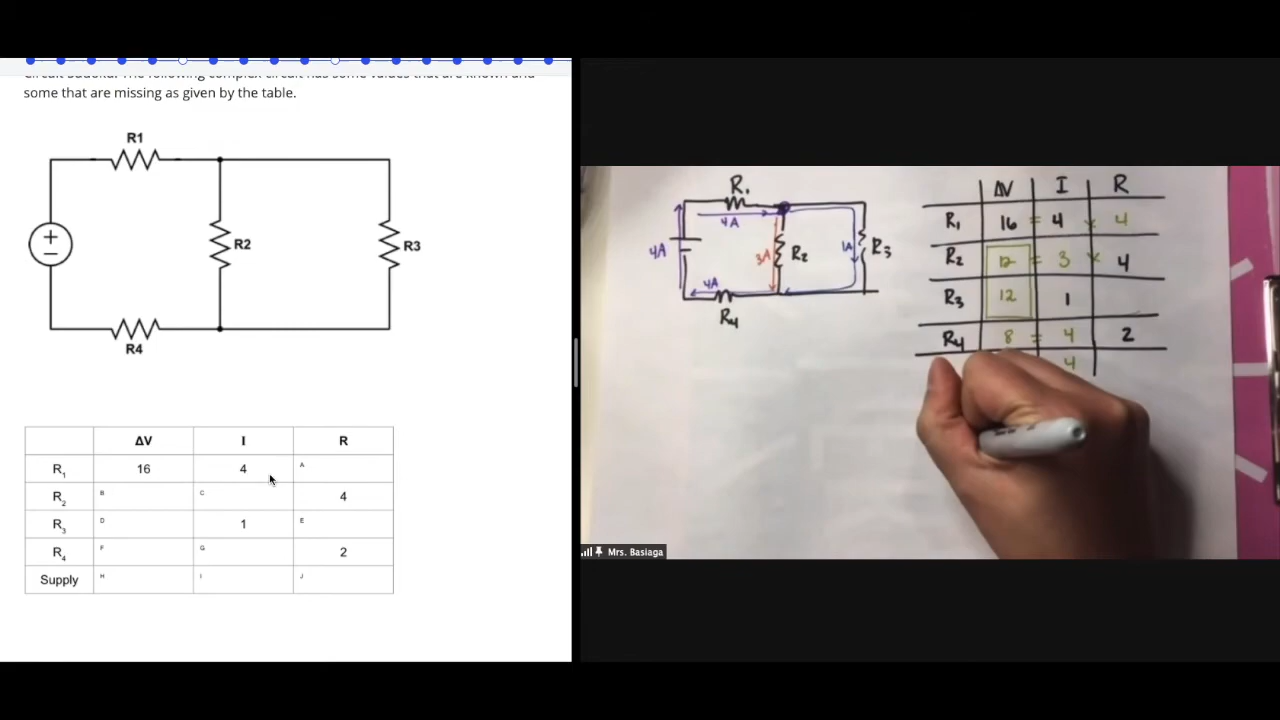 some that are missing as given by the table.
R1
R2
R3
R4
ΔV I R
R1 16 4 A
R2 B C 4
R3 D 1 E
R4 F G 2
Supply H I J
R1
4A
4A
3A
R2
1A
R3
4A
R4
ΔV I R
R1 16 = 4 × 4
R2 12 = 3 × 4
R3 12 1
R4 8 = 4 2
4
Mrs. Basiaga